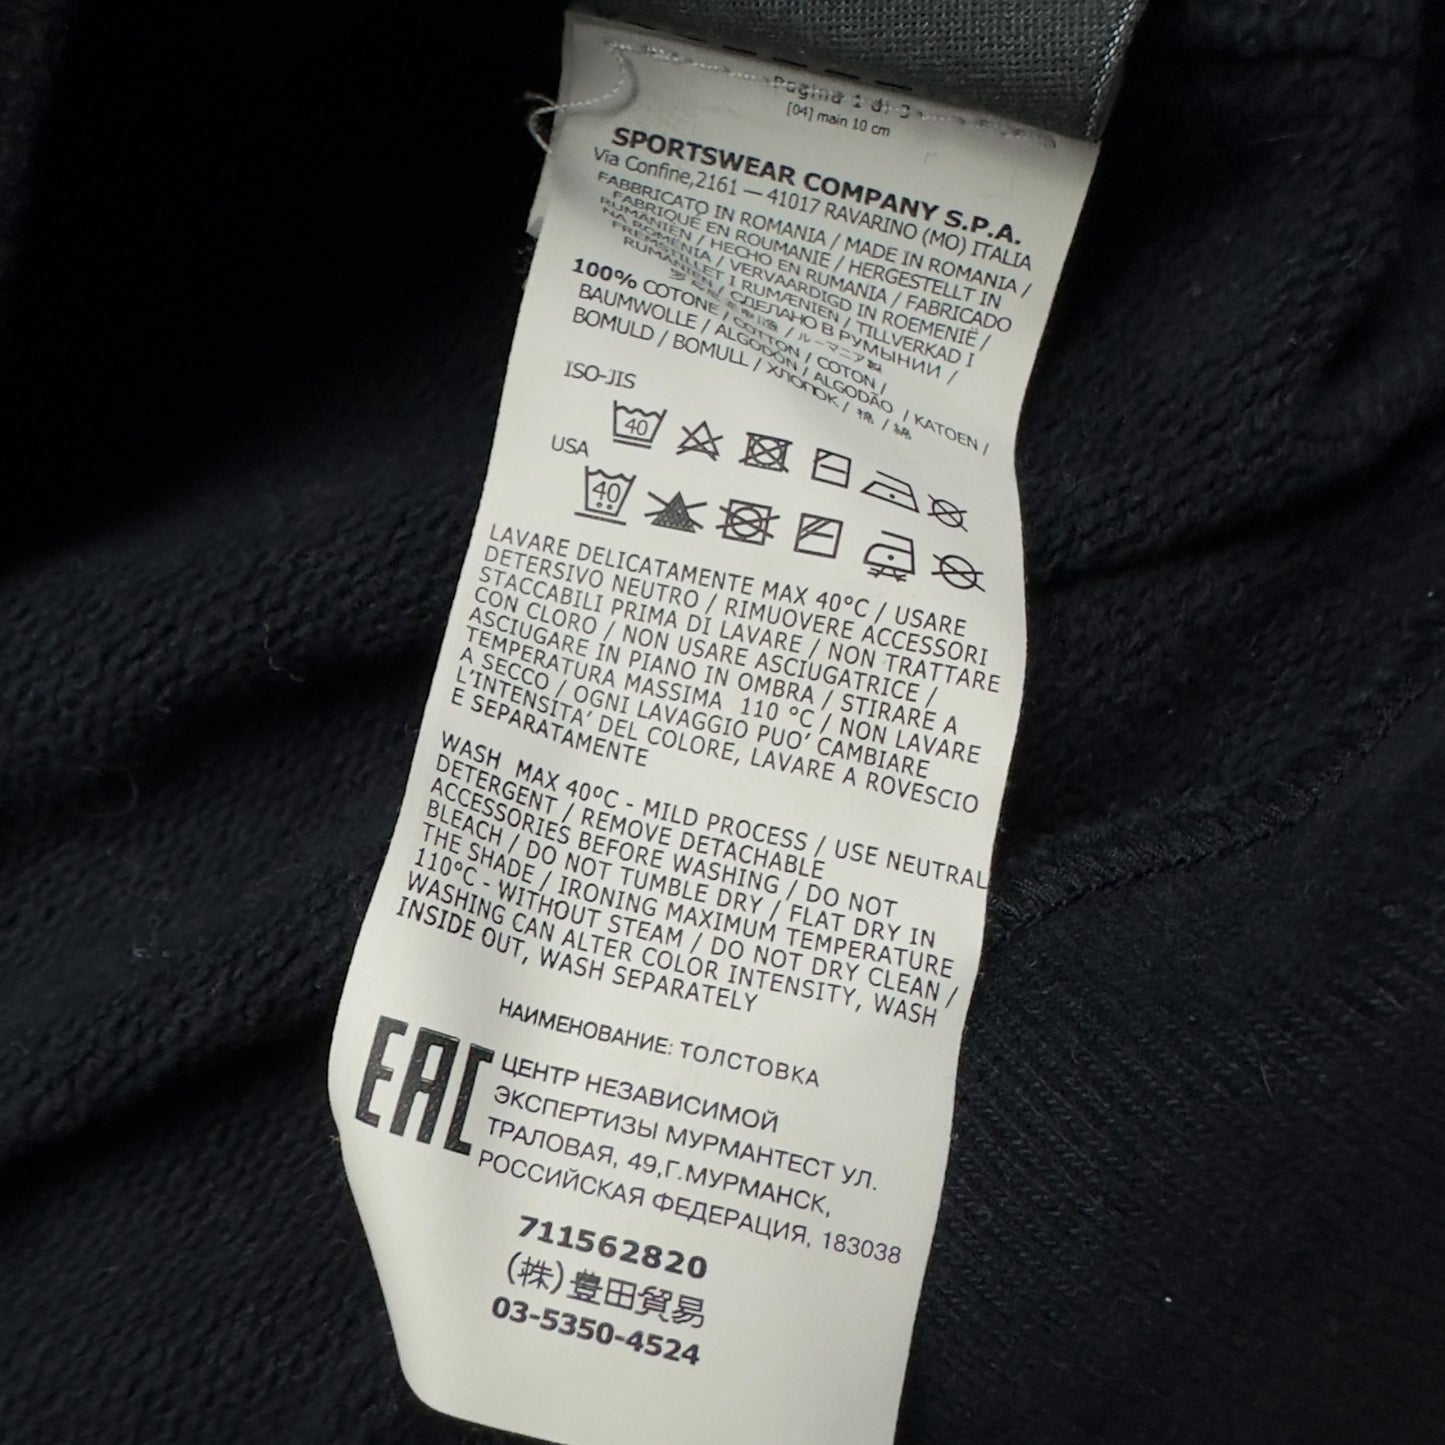 Pagina 1 di 3
[04] main 10 cm
SPORTSWEAR COMPANY S.P.A.
Via Confine,2161 — 41017 RAVARINO (MO) ITALIA
FABBRICATO IN ROMANIA / MADE IN ROMANIA /
FABRIQUÉ EN ROUMANIE / HERGESTELLT IN
RUMÄNIEN / HECHO EN RUMANIA / FABRICADO
NA ROMÉNIA / VERVAARDIGD IN ROEMENIË /
FREMSTILLET I RUMÆNIEN / TILLVERKAD I
RUMÄNIEN / СДЕЛАНО В РУМЫНИИ /
/ ルーマニア製
100% COTONE / COTTON / COTON /
BAUMWOLLE / ALGODÓN / ALGODÃO / KATOEN /
BOMULD / BOMULL / ХЛОПОК / 棉 / 綿
ISO-JIS
40
USA
40
LAVARE DELICATAMENTE MAX 40°C / USARE
DETERSIVO NEUTRO / RIMUOVERE ACCESSORI
STACCABILI PRIMA DI LAVARE / NON TRATTARE
CON CLORO / NON USARE ASCIUGATRICE /
ASCIUGARE IN PIANO IN OMBRA / STIRARE A
TEMPERATURA MASSIMA 110 °C / NON LAVARE
A SECCO / OGNI LAVAGGIO PUO' CAMBIARE
L'INTENSITA' DEL COLORE, LAVARE A ROVESCIO
E SEPARATAMENTE
WASH MAX 40°C - MILD PROCESS / USE NEUTRAL
DETERGENT / REMOVE DETACHABLE
ACCESSORIES BEFORE WASHING / DO NOT
BLEACH / DO NOT TUMBLE DRY / FLAT DRY IN
THE SHADE / IRONING MAXIMUM TEMPERATURE
110°C - WITHOUT STEAM / DO NOT DRY CLEAN /
WASHING CAN ALTER COLOR INTENSITY, WASH
INSIDE OUT, WASH SEPARATELY
НАИМЕНОВАНИЕ: ТОЛСТОВКА
EAC
ЦЕНТР НЕЗАВИСИМОЙ
ЭКСПЕРТИЗЫ МУРМАНТЕСТ УЛ.
ТРАЛОВАЯ, 49,Г.МУРМАНСК,
РОССИЙСКАЯ ФЕДЕРАЦИЯ, 183038
711562820
(株)豊田貿易
03-5350-4524